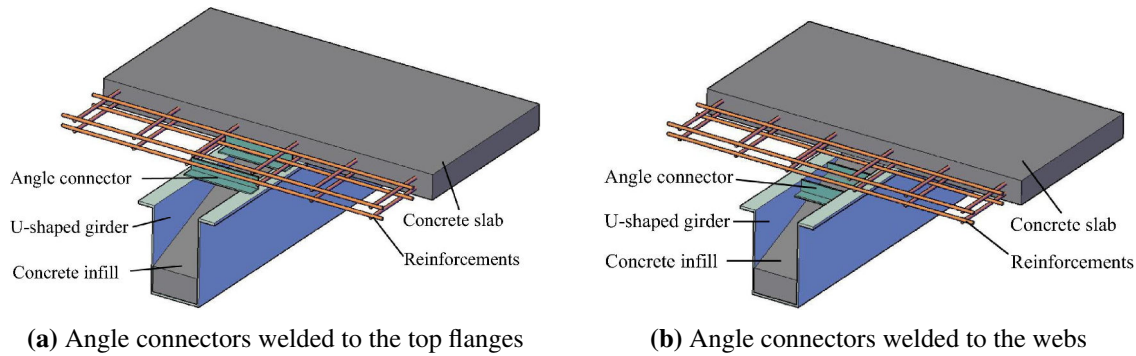 Angle connector
U-shaped girder
Concrete infill
Concrete slab
Reinforcements
(a) Angle connectors welded to the top flanges
Angle connector
U-shaped girder
Concrete infill
Concrete slab
Reinforcements
(b) Angle connectors welded to the webs